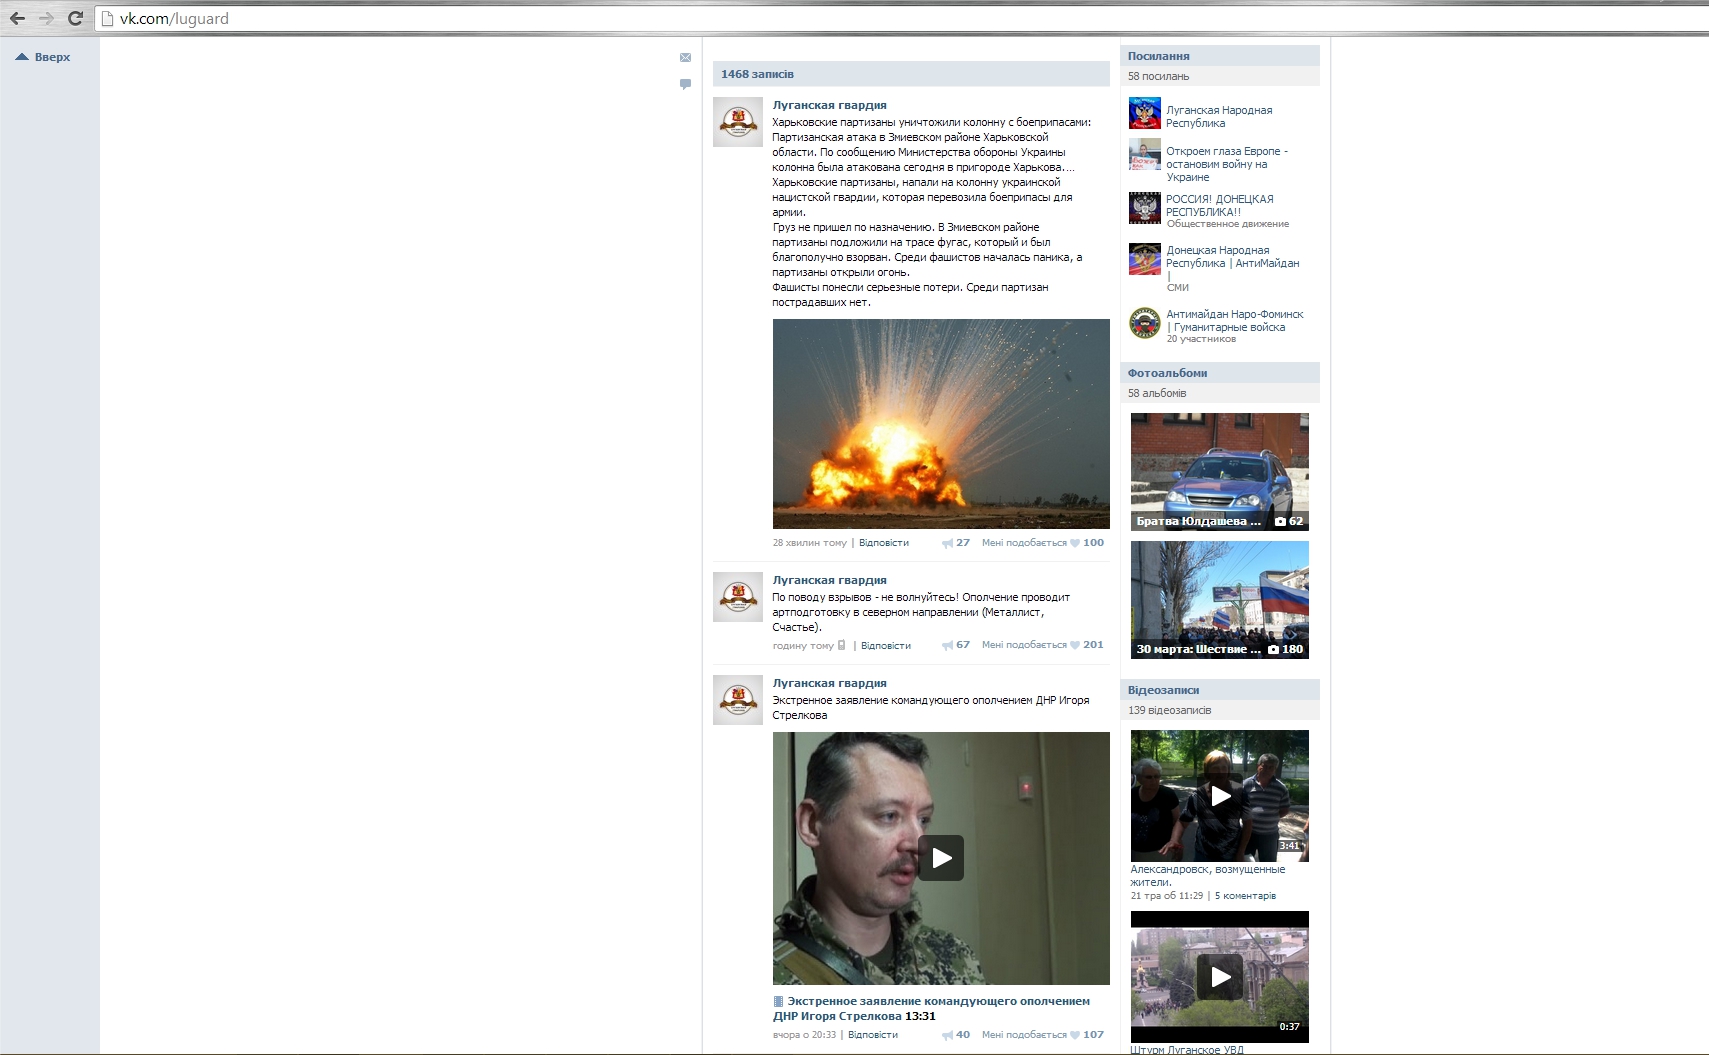 vk.com/luguard
Вверх
1468 записів
Луганская гвардия
Харьковские партизаны уничтожили колонну с боеприпасами:
Партизанская атака в Змиевском районе Харьковской
области. По сообщению Министерства обороны Украины
колонна была атакована сегодня в пригороде Харькова....
Харьковские партизаны, напали на колонну украинской
нацистской гвардии, которая перевозила боеприпасы для
армии.
Груз не пришел по назначению. В Змиевском районе
партизаны подложили на трасе фугас, который и был
благополучно взорван. Среди фашистов началась паника, а
партизаны открыли огонь.
Фашисты понесли серьезные потери. Среди партизан
пострадавших нет.
28 хвилин тому | Відповісти 27 Мені подобається 100
Луганская гвардия
По поводу взрывов - не волнуйтесь! Ополчение проводит
артподготовку в северном направлении (Металлист,
Счастье).
годину тому | Відповісти 67 Мені подобається 201
Луганская гвардия
Экстренное заявление командующего ополчением ДНР Игоря
Стрелкова
Экстренное заявление командующего ополчением
ДНР Игоря Стрелкова 13:31
вчора о 20:33 | Відповісти 40 Мені подобається 107
Посилання
58 посилань
Луганская Народная
Республика
Откроем глаза Европе -
остановим войну на
Украине
РОССИЯ! ДОНЕЦКАЯ
РЕСПУБЛИКА!!
Общественное движение
Донецкая Народная
Республика | АнтиМайдан
|
СМИ
Антимайдан Наро-Фоминск
| Гуманитарные войска
20 участников
Фотоальбоми
58 альбомів
Братва Юлдашева ... 62
30 марта: Шествие ... 180
Відеозаписи
139 відеозаписів
3:41
Александровск, возмущенные
жители.
21 тра об 11:29 | 5 коментарів
0:37
Штурм Луганское УВД